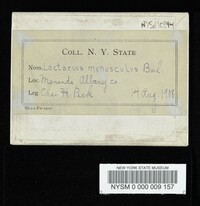 COLL. N. Y. STATE
Nom. Lactarius minusculus Burl
Loc. Menands Albany co.
Leg. Chas. H. Peck Aug
NEW YORK STATE MUSEUM
NYSM 0 000 009 157